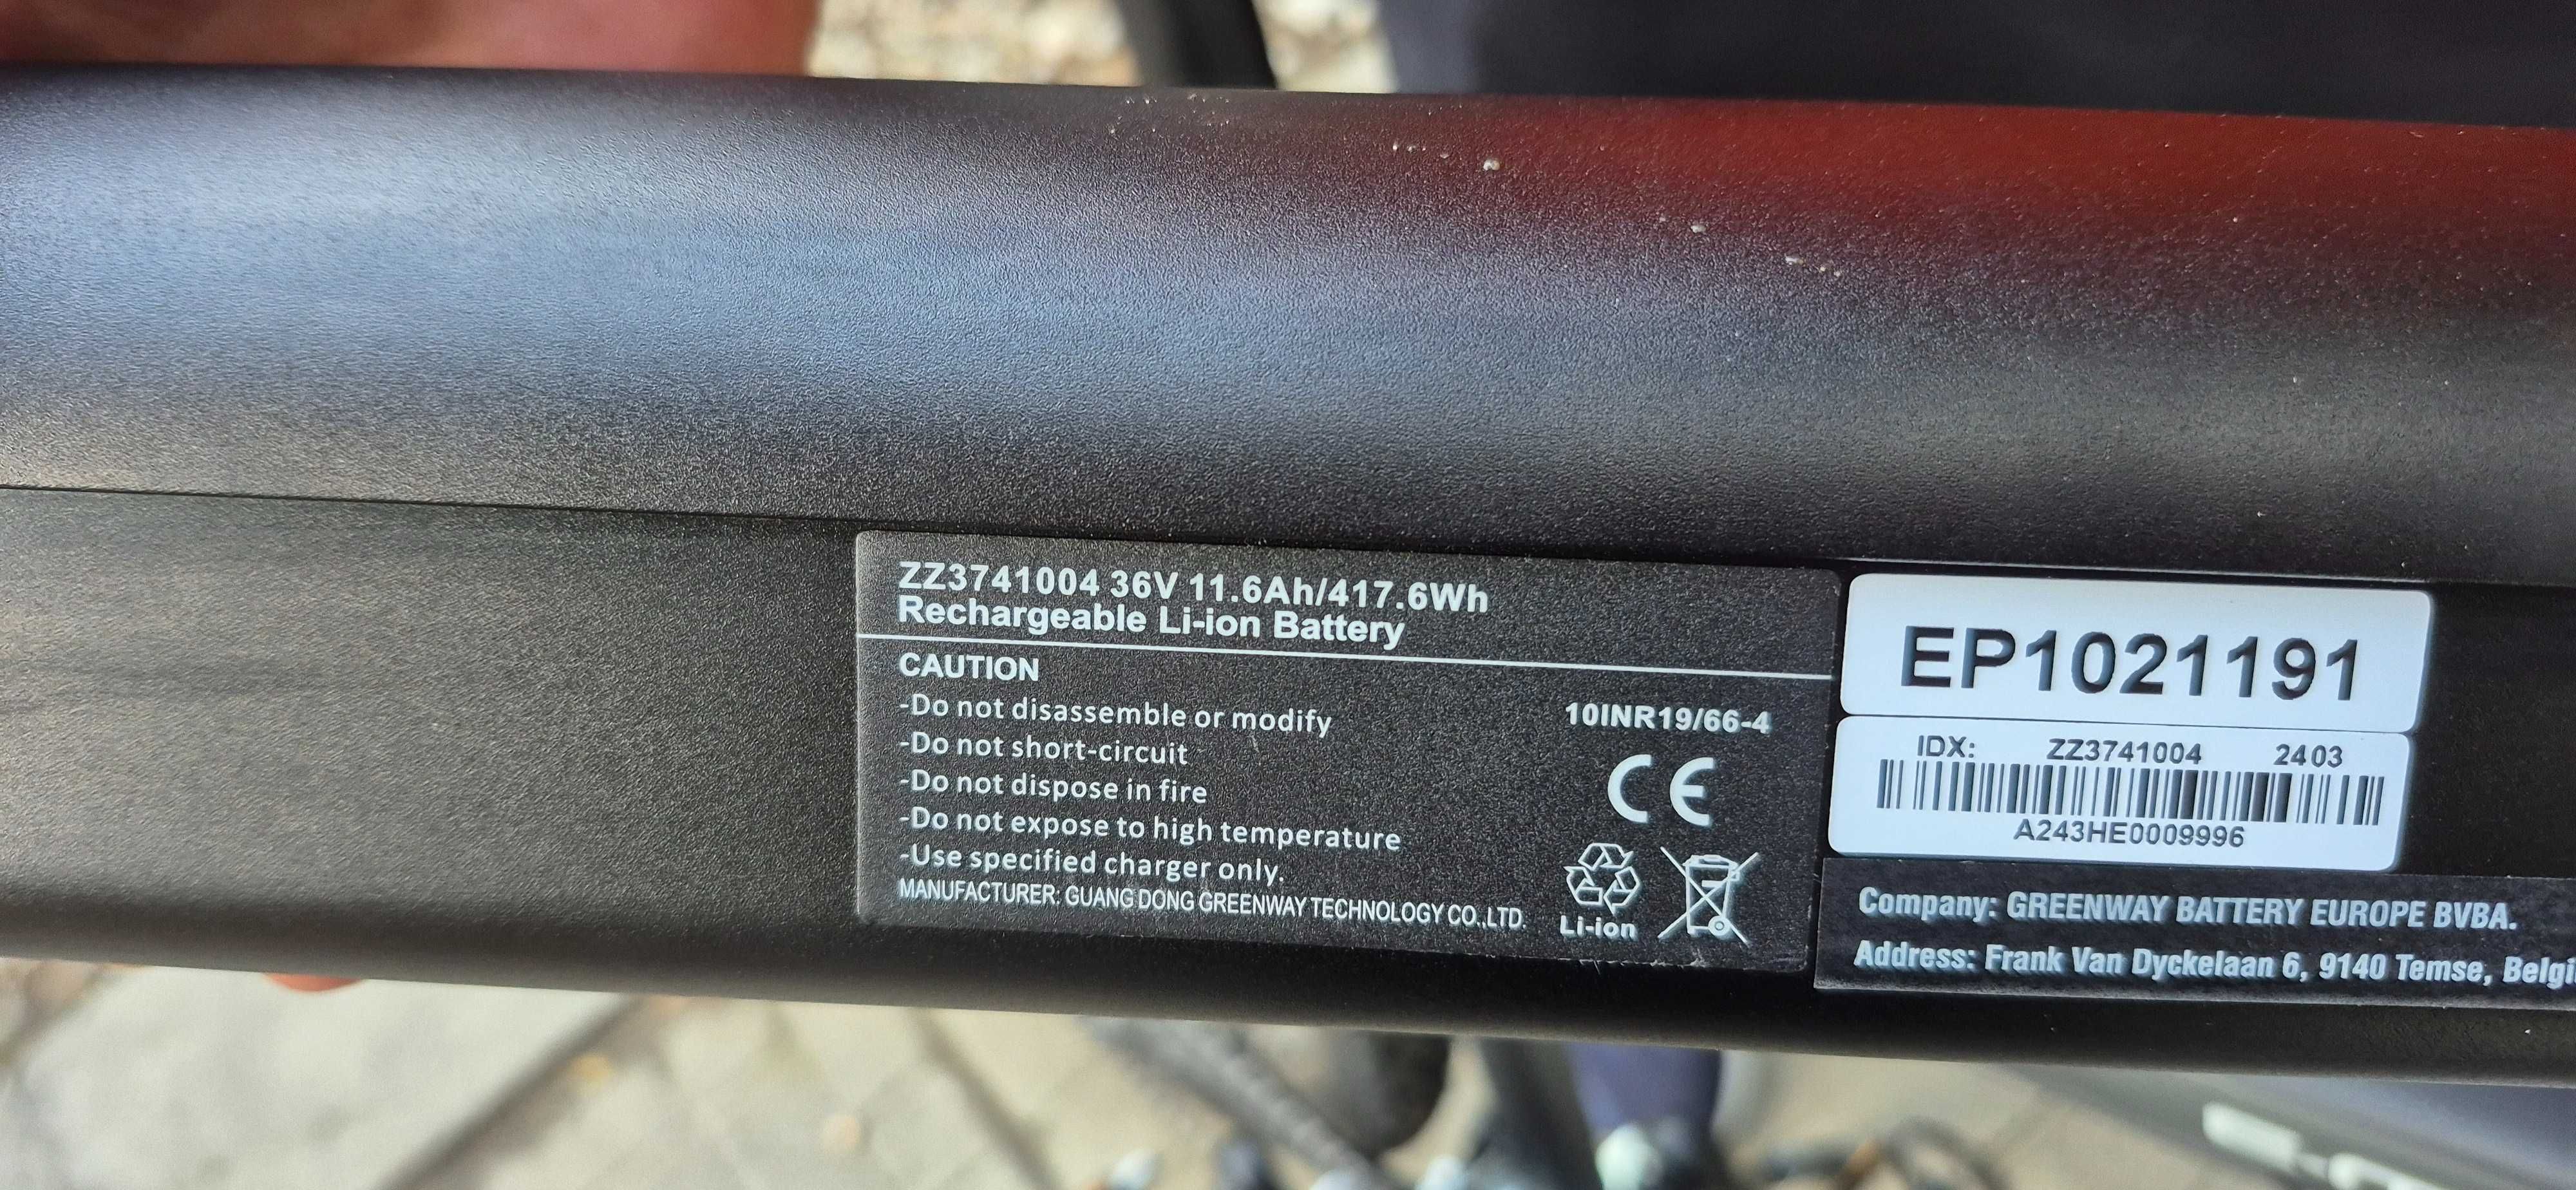 ZZ3741004 36V 11.6Ah/417.6Wh
Rechargeable Li-ion Battery
CAUTION
-Do not disassemble or modify
-Do not short-circuit
-Do not dispose in fire
-Do not expose to high temperature
-Use specified charger only.
MANUFACTURER: GUANG DONG GREENWAY TECHNOLOGY CO.,LTD.
10INR19/66-4
CE
Li-ion
EP1021191
IDX: ZZ3741004 2403
A243HE0009996
Company: GREENWAY BATTERY EUROPE BVBA.
Address: Frank Van Dyckelaan 6, 9140 Temse,